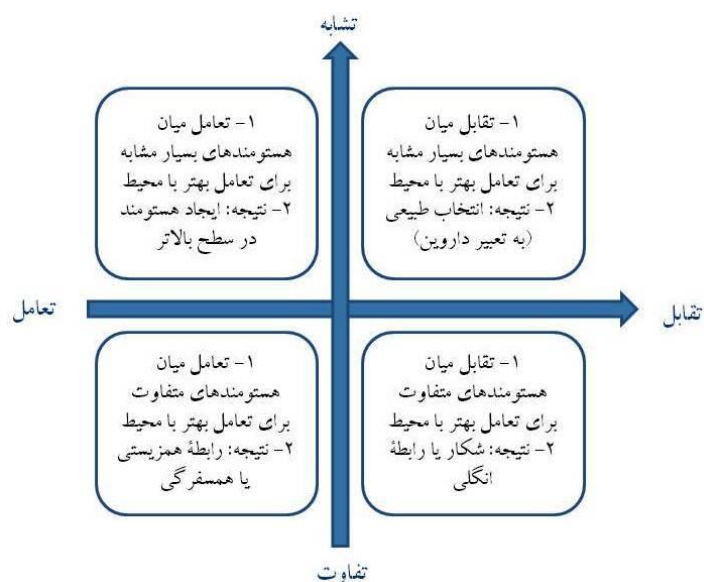 تشابه
۱- تقابل میان
هستومندهای بسیار مشابه
برای تعامل بهتر با محیط
۲- نتیجه: انتخاب طبیعی
(به تعبیر داروین)
۱- تعامل میان
هستومندهای بسیار مشابه
برای تعامل بهتر با محیط
۲- نتیجه: ایجاد هستومند
در سطح بالاتر
تقابل
تعامل
۱- تقابل میان
هستومندهای متفاوت
برای تعامل بهتر با محیط
۲- نتیجه: شکار یا رابطهٔ
انگلی
۱- تعامل میان
هستومندهای متفاوت
برای تعامل بهتر با محیط
۲- نتیجه: رابطهٔ همزیستی
یا همسفرگی
تفاوت